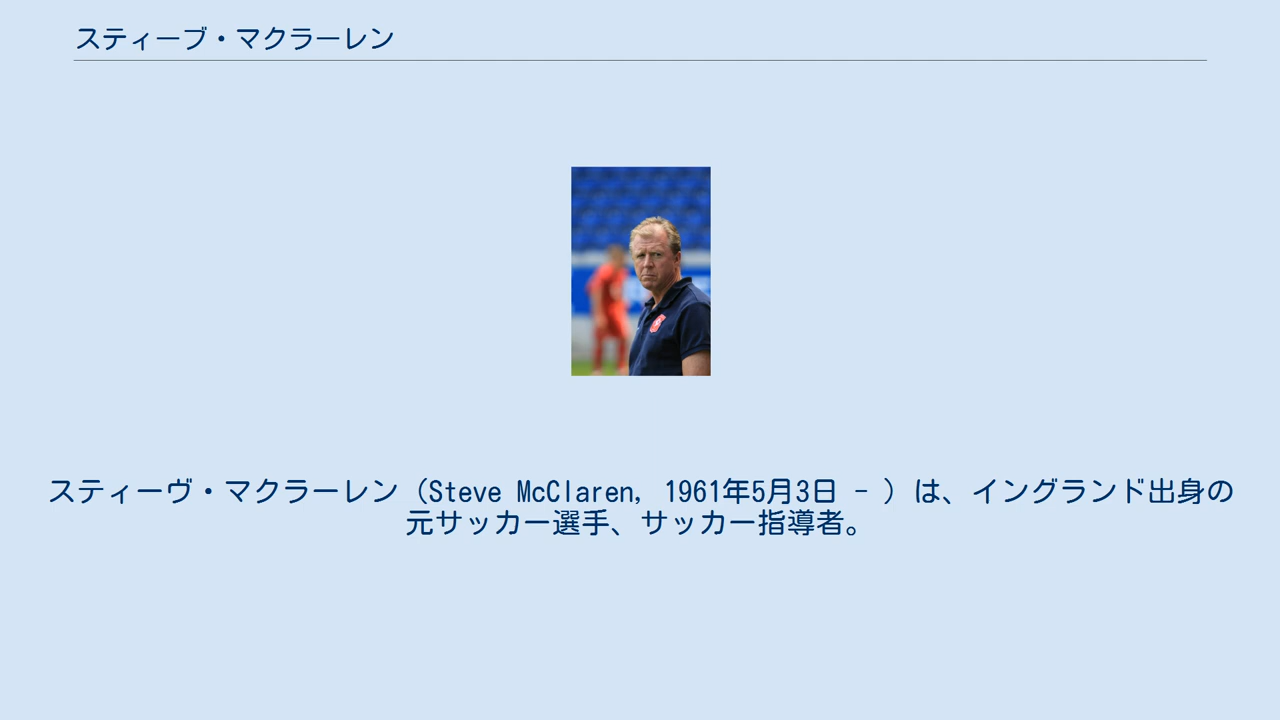 スティーブ・マクラーレン
スティーヴ・マクラーレン（Steve McClaren, 1961年5月3日 - ）は、イングランド出身の
元サッカー選手、サッカー指導者。